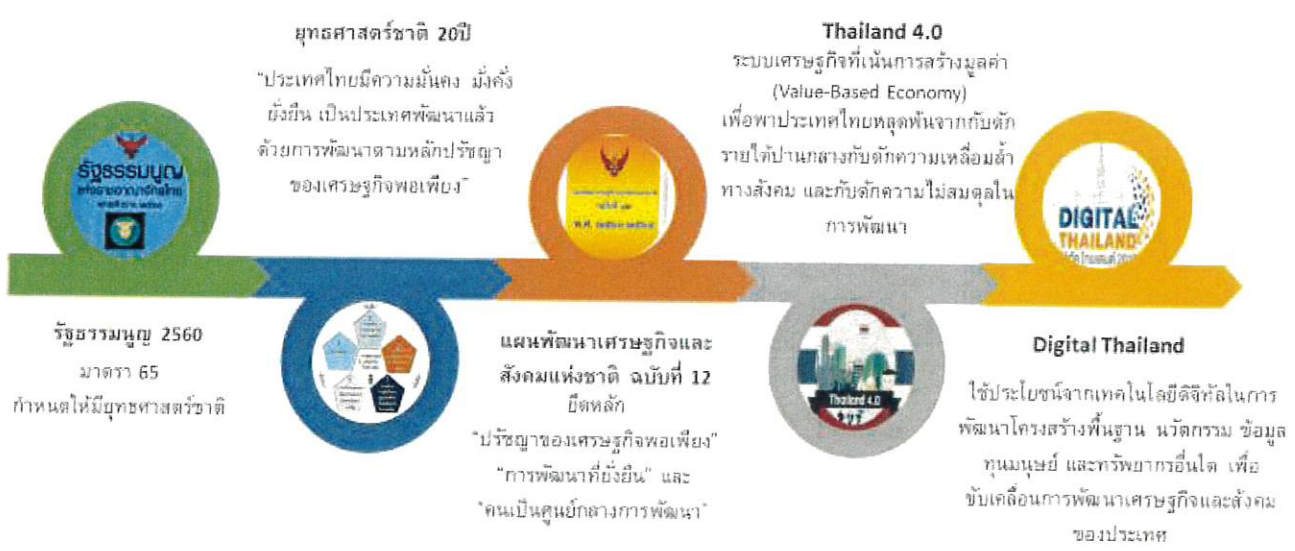 ยุทธศาสตร์ชาติ 20ปี
"ประเทศไทยมีความมั่นคง มั่งคั่ง
ยั่งยืน เป็นประเทศพัฒนาแล้ว
ด้วยการพัฒนาตามหลักปรัชญา
ของเศรษฐกิจพอเพียง"
Thailand 4.0
ระบบเศรษฐกิจที่เน้นการสร้างมูลค่า
(Value-Based Economy)
เพื่อพาประเทศไทยหลุดพ้นจากกับดัก
รายได้ปานกลางกับดักความเหลื่อมล้ำ
ทางสังคม และกับดักความไม่สมดุลใน
การพัฒนา
รัฐธรรมนูญ
แห่งราชอาณาจักรไทย
พ.ศ.
DIGITAL
THAILAND
รัฐธรรมนูญ 2560
มาตรา 65
กำหนดให้มียุทธศาสตร์ชาติ
แผนพัฒนาเศรษฐกิจและ
สังคมแห่งชาติ ฉบับที่ 12
ยึดหลัก
"ปรัชญาของเศรษฐกิจพอเพียง"
"การพัฒนาที่ยั่งยืน" และ
"คนเป็นศูนย์กลางการพัฒนา"
Thailand 4.0
Digital Thailand
ใช้ประโยชน์จากเทคโนโลยีดิจิทัลในการ
พัฒนาโครงสร้างพื้นฐาน นวัตกรรม ข้อมูล
ทุนมนุษย์ และทรัพยากรอื่นใด เพื่อ
ขับเคลื่อนการพัฒนาเศรษฐกิจและสังคม
ของประเทศ